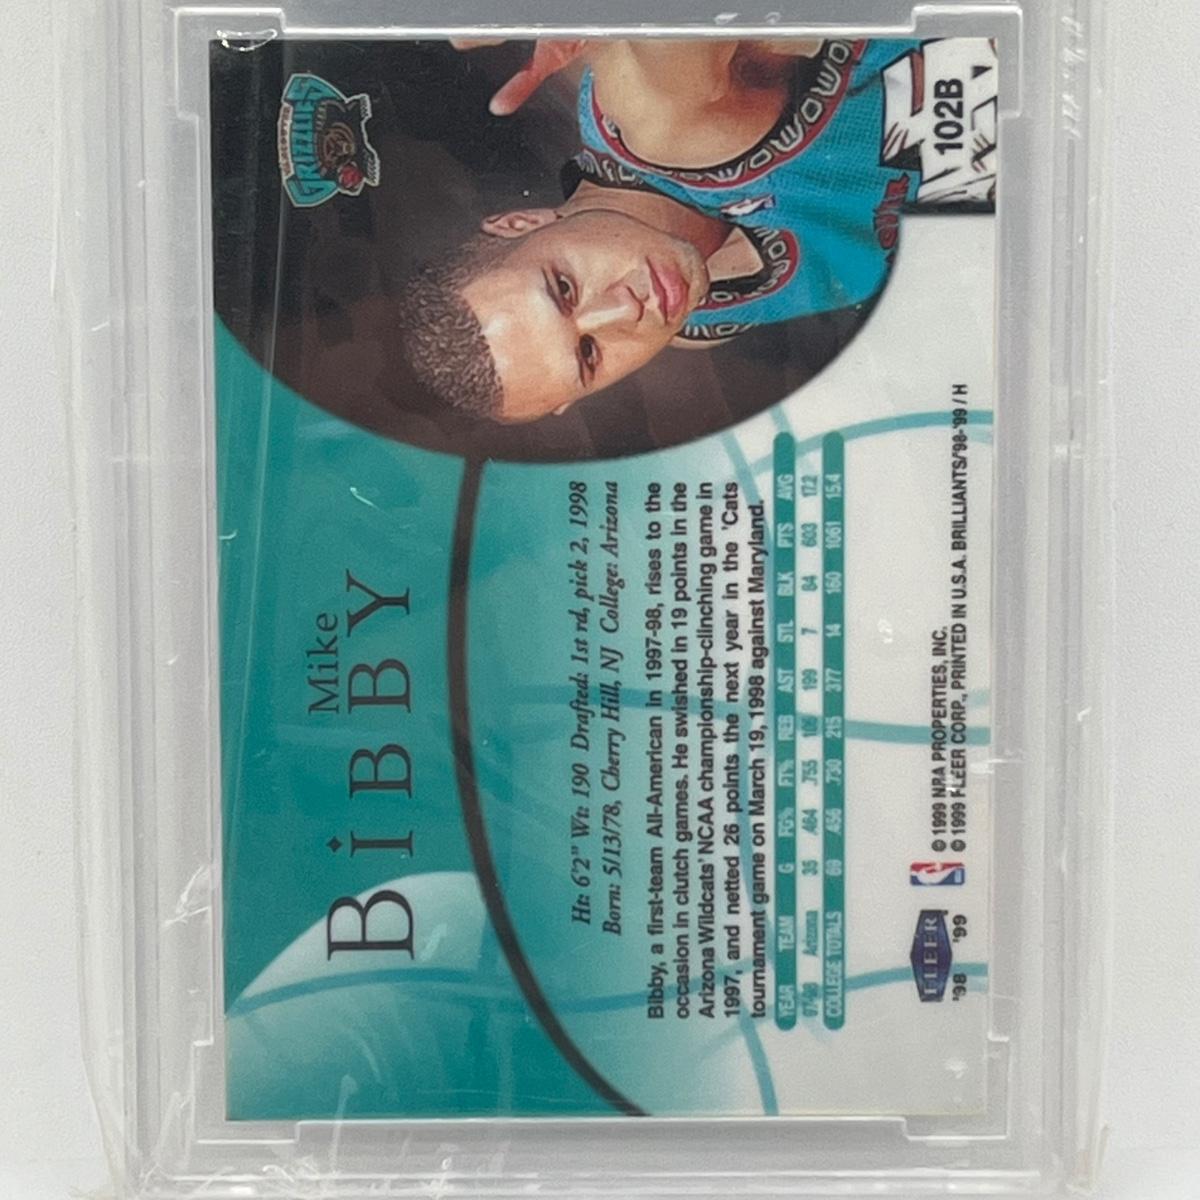 VANCOUVER
GRIZZLIES
102B
Mike
BiBBY
Ht: 6'2" Wt: 190 Drafted: 1st rd, pick 2, 1998
Born: 5/13/78, Cherry Hill, NJ College: Arizona
Bibby, a first-team All-American in 1997-98, rises to the
occasion in clutch games. He swished in 19 points in the
Arizona Wildcats' NCAA championship-clinching game in
1997, and netted 26 points the next year in the 'Cats
tournament game on March 19, 1998 against Maryland.
YEAR TEAM G FG% FT% REB AST STL BLK PTS AVG
97-98 Arizona 35 .464 .755 106 199 7 84 603 17.2
COLLEGE TOTALS 69 .456 .730 215 377 14 160 1061 15.4
FLEER
'98 '99
© 1999 NBA PROPERTIES, INC.
© 1999 FLEER CORP., PRINTED IN U.S.A. BRILLIANTS/'98-'99 / H